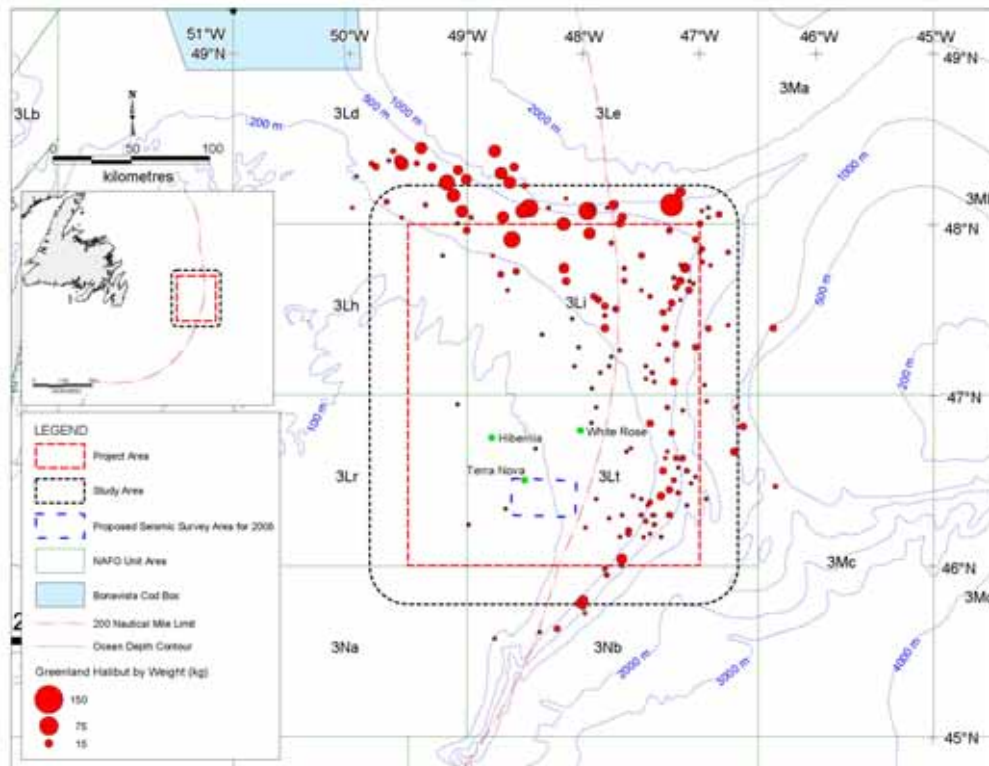 51°W
50°W
49°W
48°W
47°W
46°W
45°W
49°N
49°N
3Lb
3Ld
3Le
3Ma
200 m
500 m
1000 m
2000 m
1000 m
500 m
200 m
N
0 50 100
kilometres
48°N
3Lh
3Li
47°N
100 m
Hibernia
White Rose
Terra Nova
3Lr
3Lt
46°N
3Mc
3Na
3Nb
2000 m
3000 m
4000 m
45°N
2
LEGEND
Project Area
Study Area
Proposed Seismic Survey Area for 2008
NAFO Unit Area
Bonavista Cod Box
200 Nautical Mile Limit
Ocean Depth Contour
Greenland Halibut by Weight (kg)
150
75
15